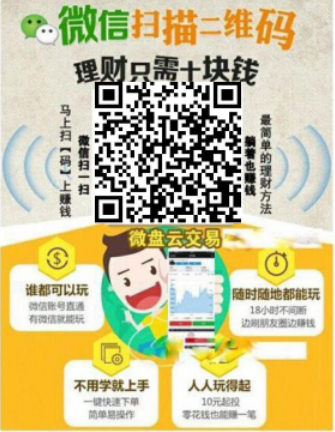 微信扫描二维码
理财只需十块钱
马上扫【码】上赚钱
微信扫一扫
躺着也赚钱
最简单的理财方法
微盘云交易
谁都可以玩
微信账号直通
有微信就能玩
随时随地都能玩
18小时不间断
边刷朋友圈边赚钱
不用学就上手
一键快速下单
简单易操作
人人玩得起
10元起投
零花钱也能赚一笔